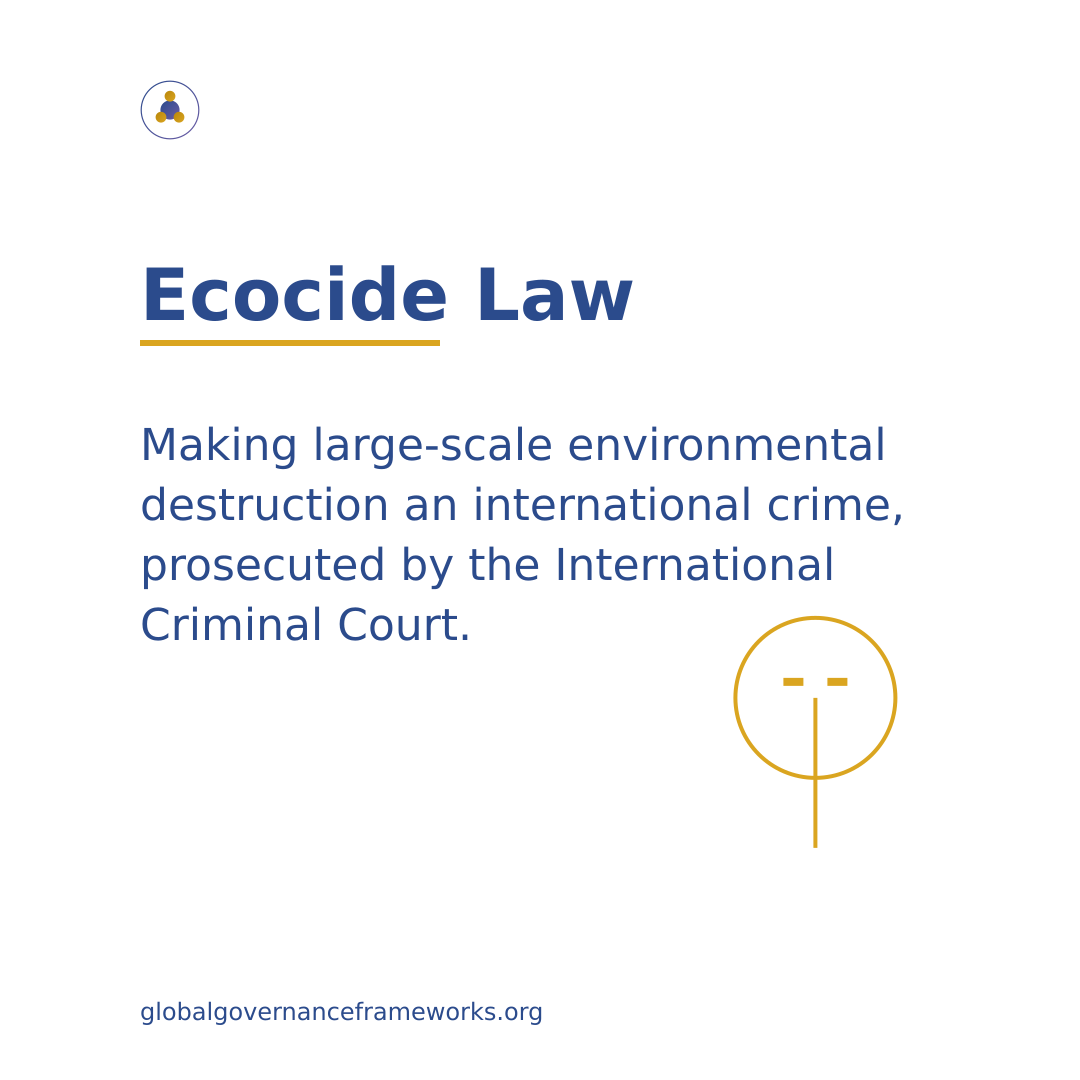 Ecocide Law
Making large-scale environmental
destruction an international crime,
prosecuted by the International
Criminal Court.
globalgovernanceframeworks.org